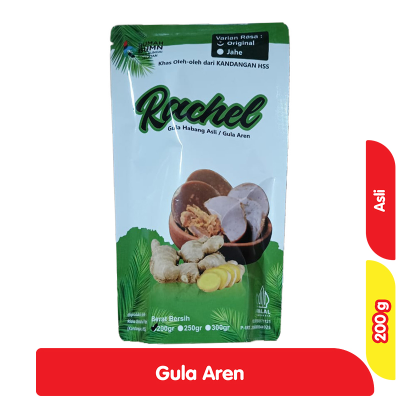 Varian Rasa :
Original
Jahe
Khas Oleh-oleh dari KANDANGAN HSS
Rachel
Gula Habang Asli / Gula Aren
Berat Bersih
200gr 250gr 300gr
Asli
200g
Gula Aren